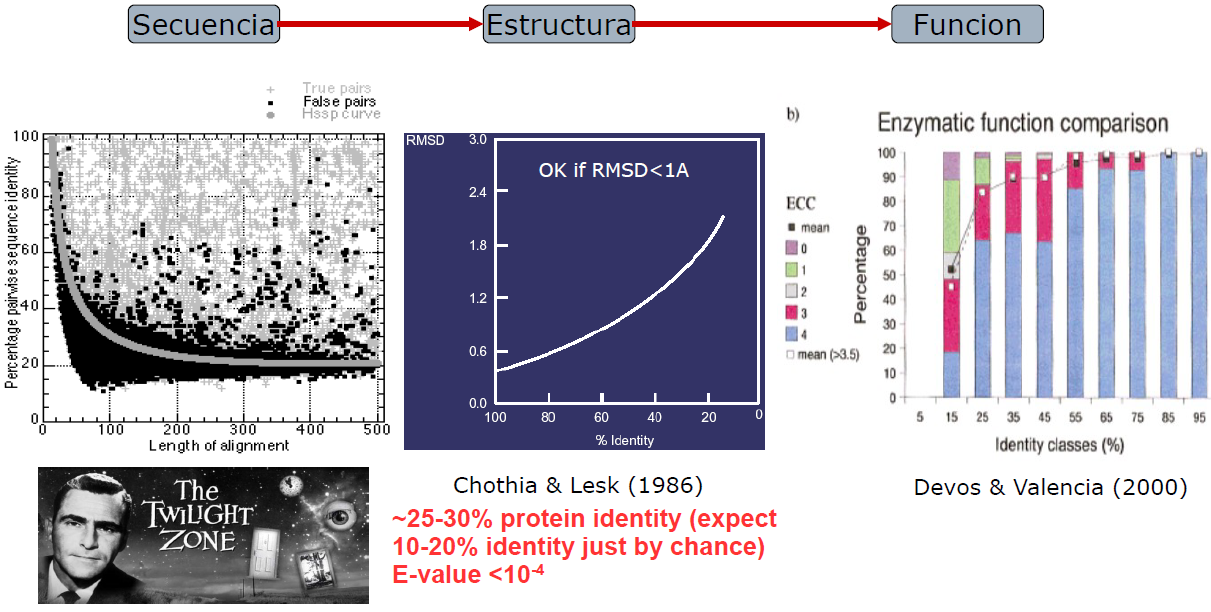 Secuencia
Estructura
Funcion
True pairs
False pairs
Hssp curve
Percentage pairwise sequence identity
100
80
60
40
20
0
0
100
200
300
400
500
Length of alignment
RMSD
OK if RMSD<1A
3.0
2.4
1.8
1.2
0.6
0.0
100
80
60
40
20
0
% Identity
b)
Enzymatic function comparison
ECC
mean
0
1
2
3
4
mean (>3.5)
Percentage
100
90
80
70
60
50
40
30
20
10
0
5
15
25
35
45
55
65
75
85
95
Identity classes (%)
The
TWILIGHT
ZONE
Chothia & Lesk (1986)
~25-30% protein identity (expect
10-20% identity just by chance)
E-value <10-4
Devos & Valencia (2000)